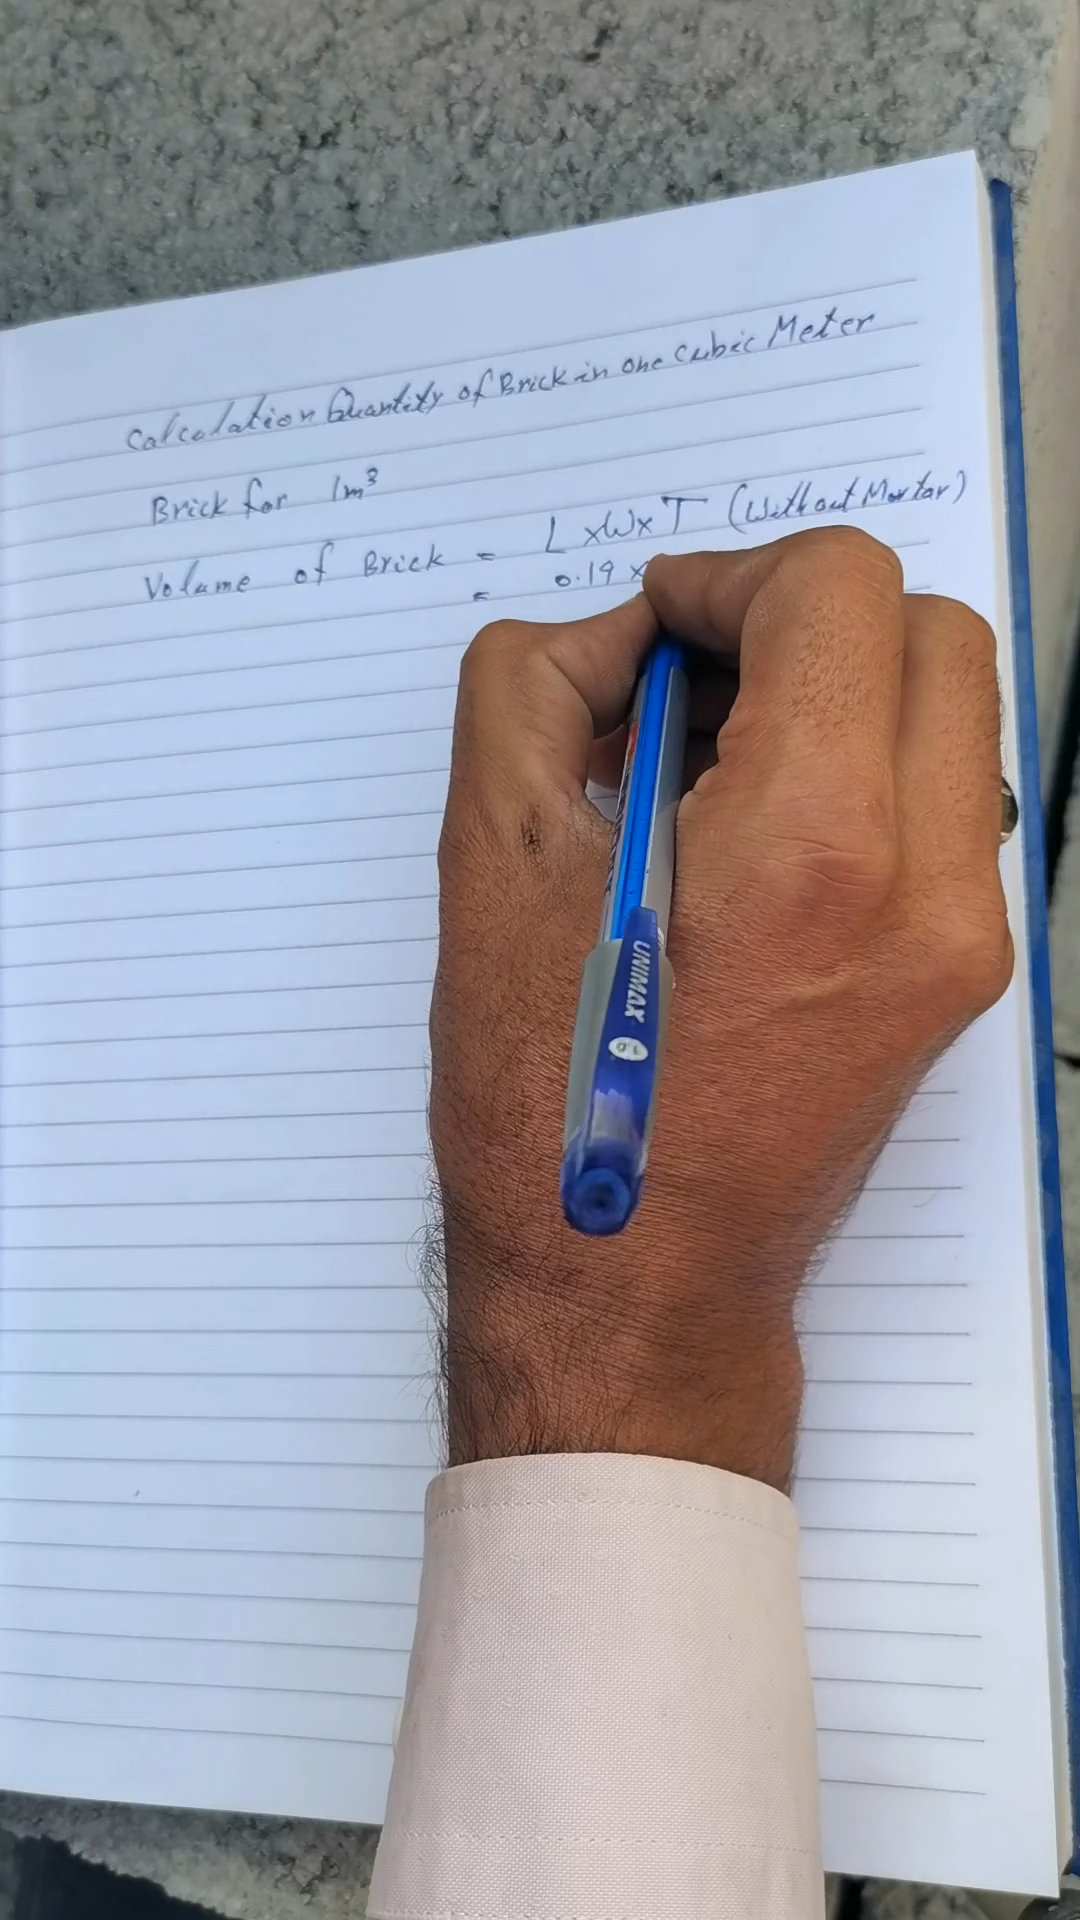 Calculation Quantity of Brick in one Cubic Meter
Brick for 1m³
Volume of Brick = L x W x T (Without Mortar)
= 0.19 x
UNIMAX